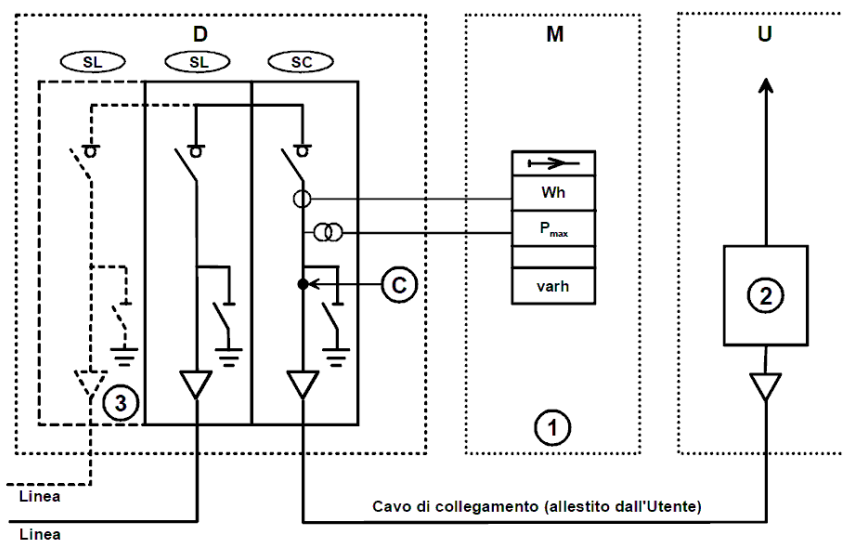 D
M
U
SL
SL
SC
Wh
Pmax
varh
C
2
3
1
Linea
Linea
Cavo di collegamento (allestito dall'Utente)